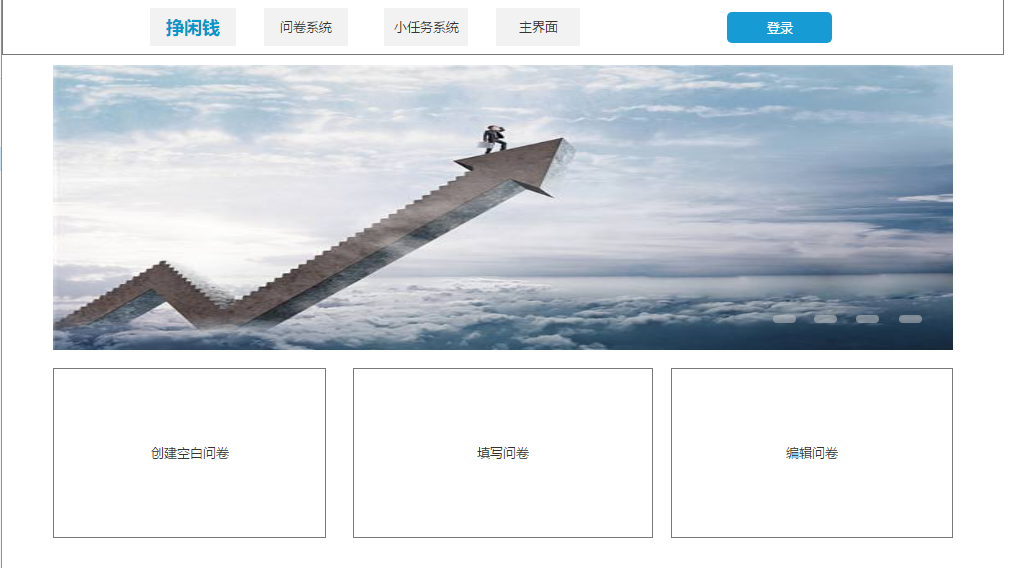 挣闲钱
问卷系统
小任务系统
主界面
登录
创建空白问卷
填写问卷
编辑问卷